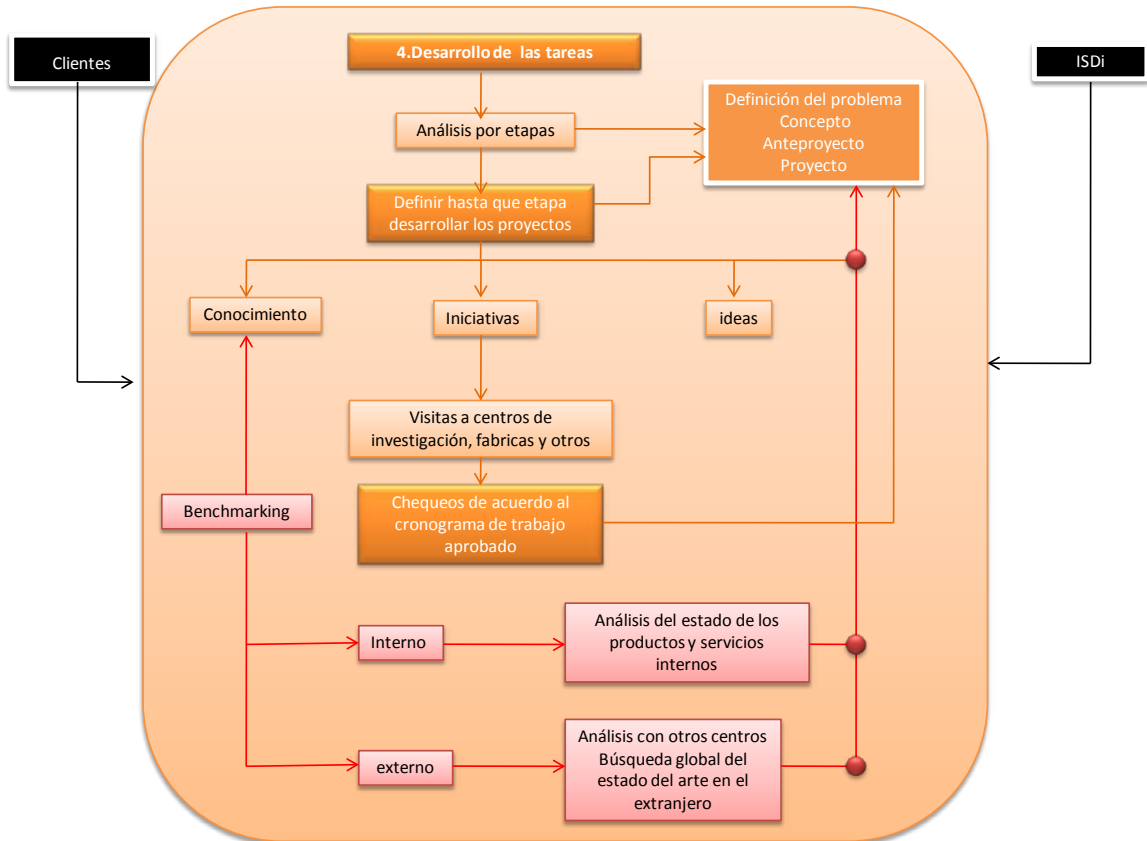 Clientes
4.Desarrollo de las tareas
ISDi
Definición del problema
Concepto
Anteproyecto
Proyecto
Análisis por etapas
Definir hasta que etapa
desarrollar los proyectos
Conocimiento
Iniciativas
ideas
Visitas a centros de
investigación, fabricas y otros
Benchmarking
Chequeos de acuerdo al
cronograma de trabajo
aprobado
Interno
Análisis del estado de los
productos y servicios
internos
externo
Análisis con otros centros
Búsqueda global del
estado del arte en el
extranjero